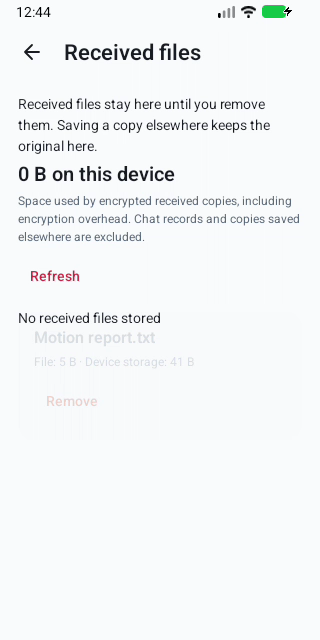 12:44
Received files
Received files stay here until you remove
them. Saving a copy elsewhere keeps the
original here.
0 B on this device
Space used by encrypted received copies, including
encryption overhead. Chat records and copies saved
elsewhere are excluded.
Refresh
No received files stored
Motion report.txt
File: 5 B · Device storage: 41 B
Remove